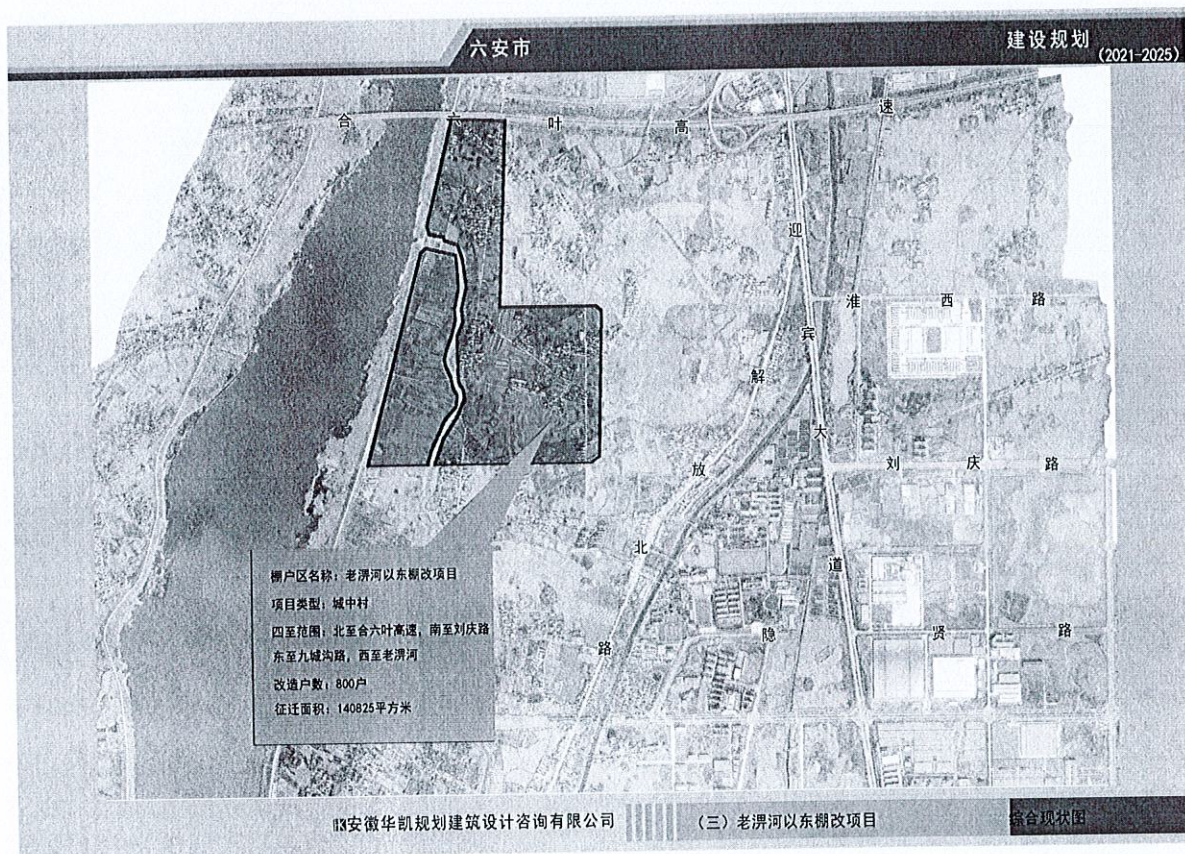 六安市
建设规划
(2021-2025)
合六叶高速
迎宾大道
淮西路
解放北路
刘庆路
隐贤路
棚户区名称：老淠河以东棚改项目
项目类型：城中村
四至范围：北至合六叶高速，南至刘庆路
东至九城沟路，西至老淠河
改造户数：800户
征迁面积：140825平方米
安徽华凯规划建筑设计咨询有限公司
（三）老淠河以东棚改项目
综合现状图